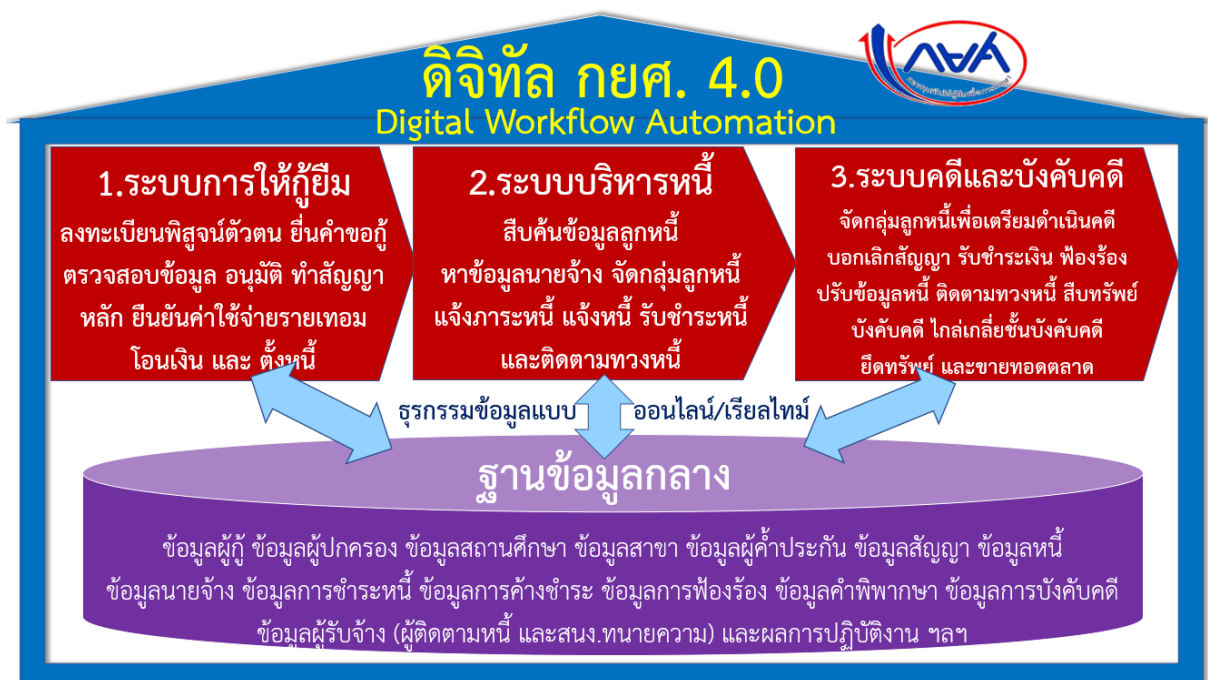 กยศ
กองทุนเงินให้กู้ยืมเพื่อการศึกษา
ดิจิทัล กยศ. 4.0
Digital Workflow Automation
1.ระบบการให้กู้ยืม
ลงทะเบียนพิสูจน์ตัวตน ยื่นคำขอกู้
ตรวจสอบข้อมูล อนุมัติ ทำสัญญา
หลัก ยืนยันค่าใช้จ่ายรายเทอม
โอนเงิน และ ตั้งหนี้
2.ระบบบริหารหนี้
สืบค้นข้อมูลลูกหนี้
หาข้อมูลนายจ้าง จัดกลุ่มลูกหนี้
แจ้งภาระหนี้ แจ้งหนี้ รับชำระหนี้
และติดตามทวงหนี้
3.ระบบคดีและบังคับคดี
จัดกลุ่มลูกหนี้เพื่อเตรียมดำเนินคดี
บอกเลิกสัญญา รับชำระเงิน ฟ้องร้อง
ปรับข้อมูลหนี้ ติดตามทวงหนี้ สืบทรัพย์
บังคับคดี ไกล่เกลี่ยชั้นบังคับคดี
ยึดทรัพย์ และขายทอดตลาด
ธุรกรรมข้อมูลแบบ ออนไลน์/เรียลไทม์
ฐานข้อมูลกลาง
ข้อมูลผู้กู้ ข้อมูลผู้ปกครอง ข้อมูลสถานศึกษา ข้อมูลสาขา ข้อมูลผู้ค้ำประกัน ข้อมูลสัญญา ข้อมูลหนี้
ข้อมูลนายจ้าง ข้อมูลการชำระหนี้ ข้อมูลการค้างชำระ ข้อมูลการฟ้องร้อง ข้อมูลคำพิพากษา ข้อมูลการบังคับคดี
ข้อมูลผู้รับจ้าง (ผู้ติดตามหนี้ และสนง.ทนายความ) และผลการปฏิบัติงาน ฯลฯ